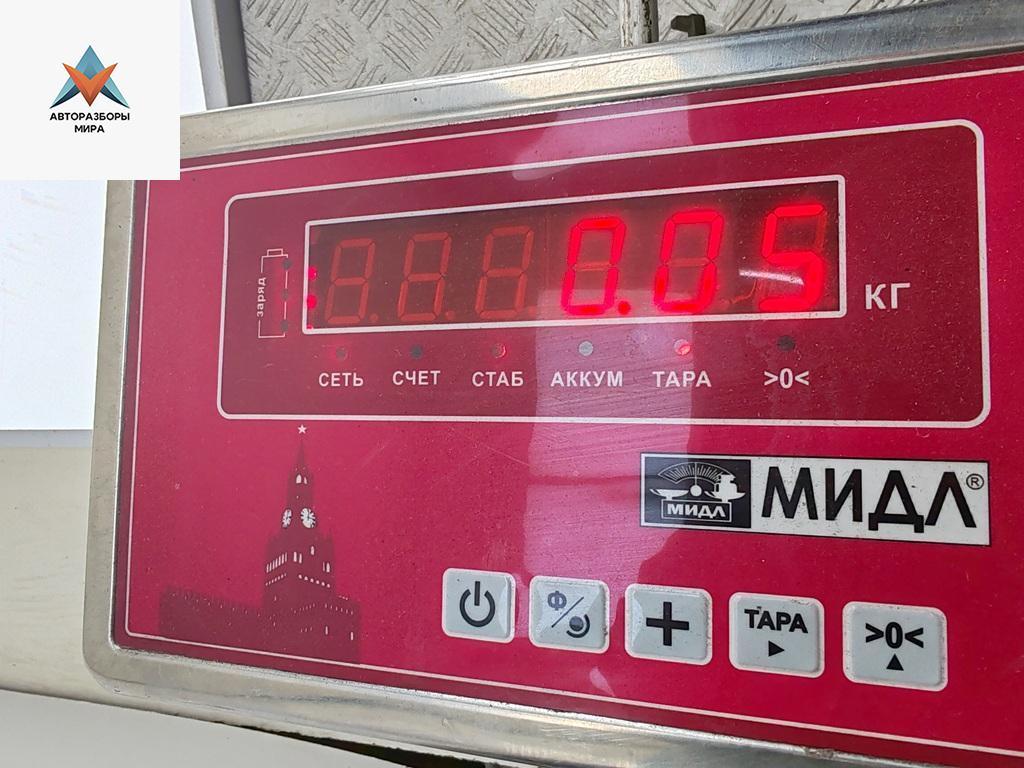 АВТОРАЗБОРЫ
МИРА
заряд
0.05
КГ
СЕТЬ СЧЕТ СТАБ АККУМ ТАРА >0<
МИДЛ
МИДЛ®
Ф
ТАРА
>0<